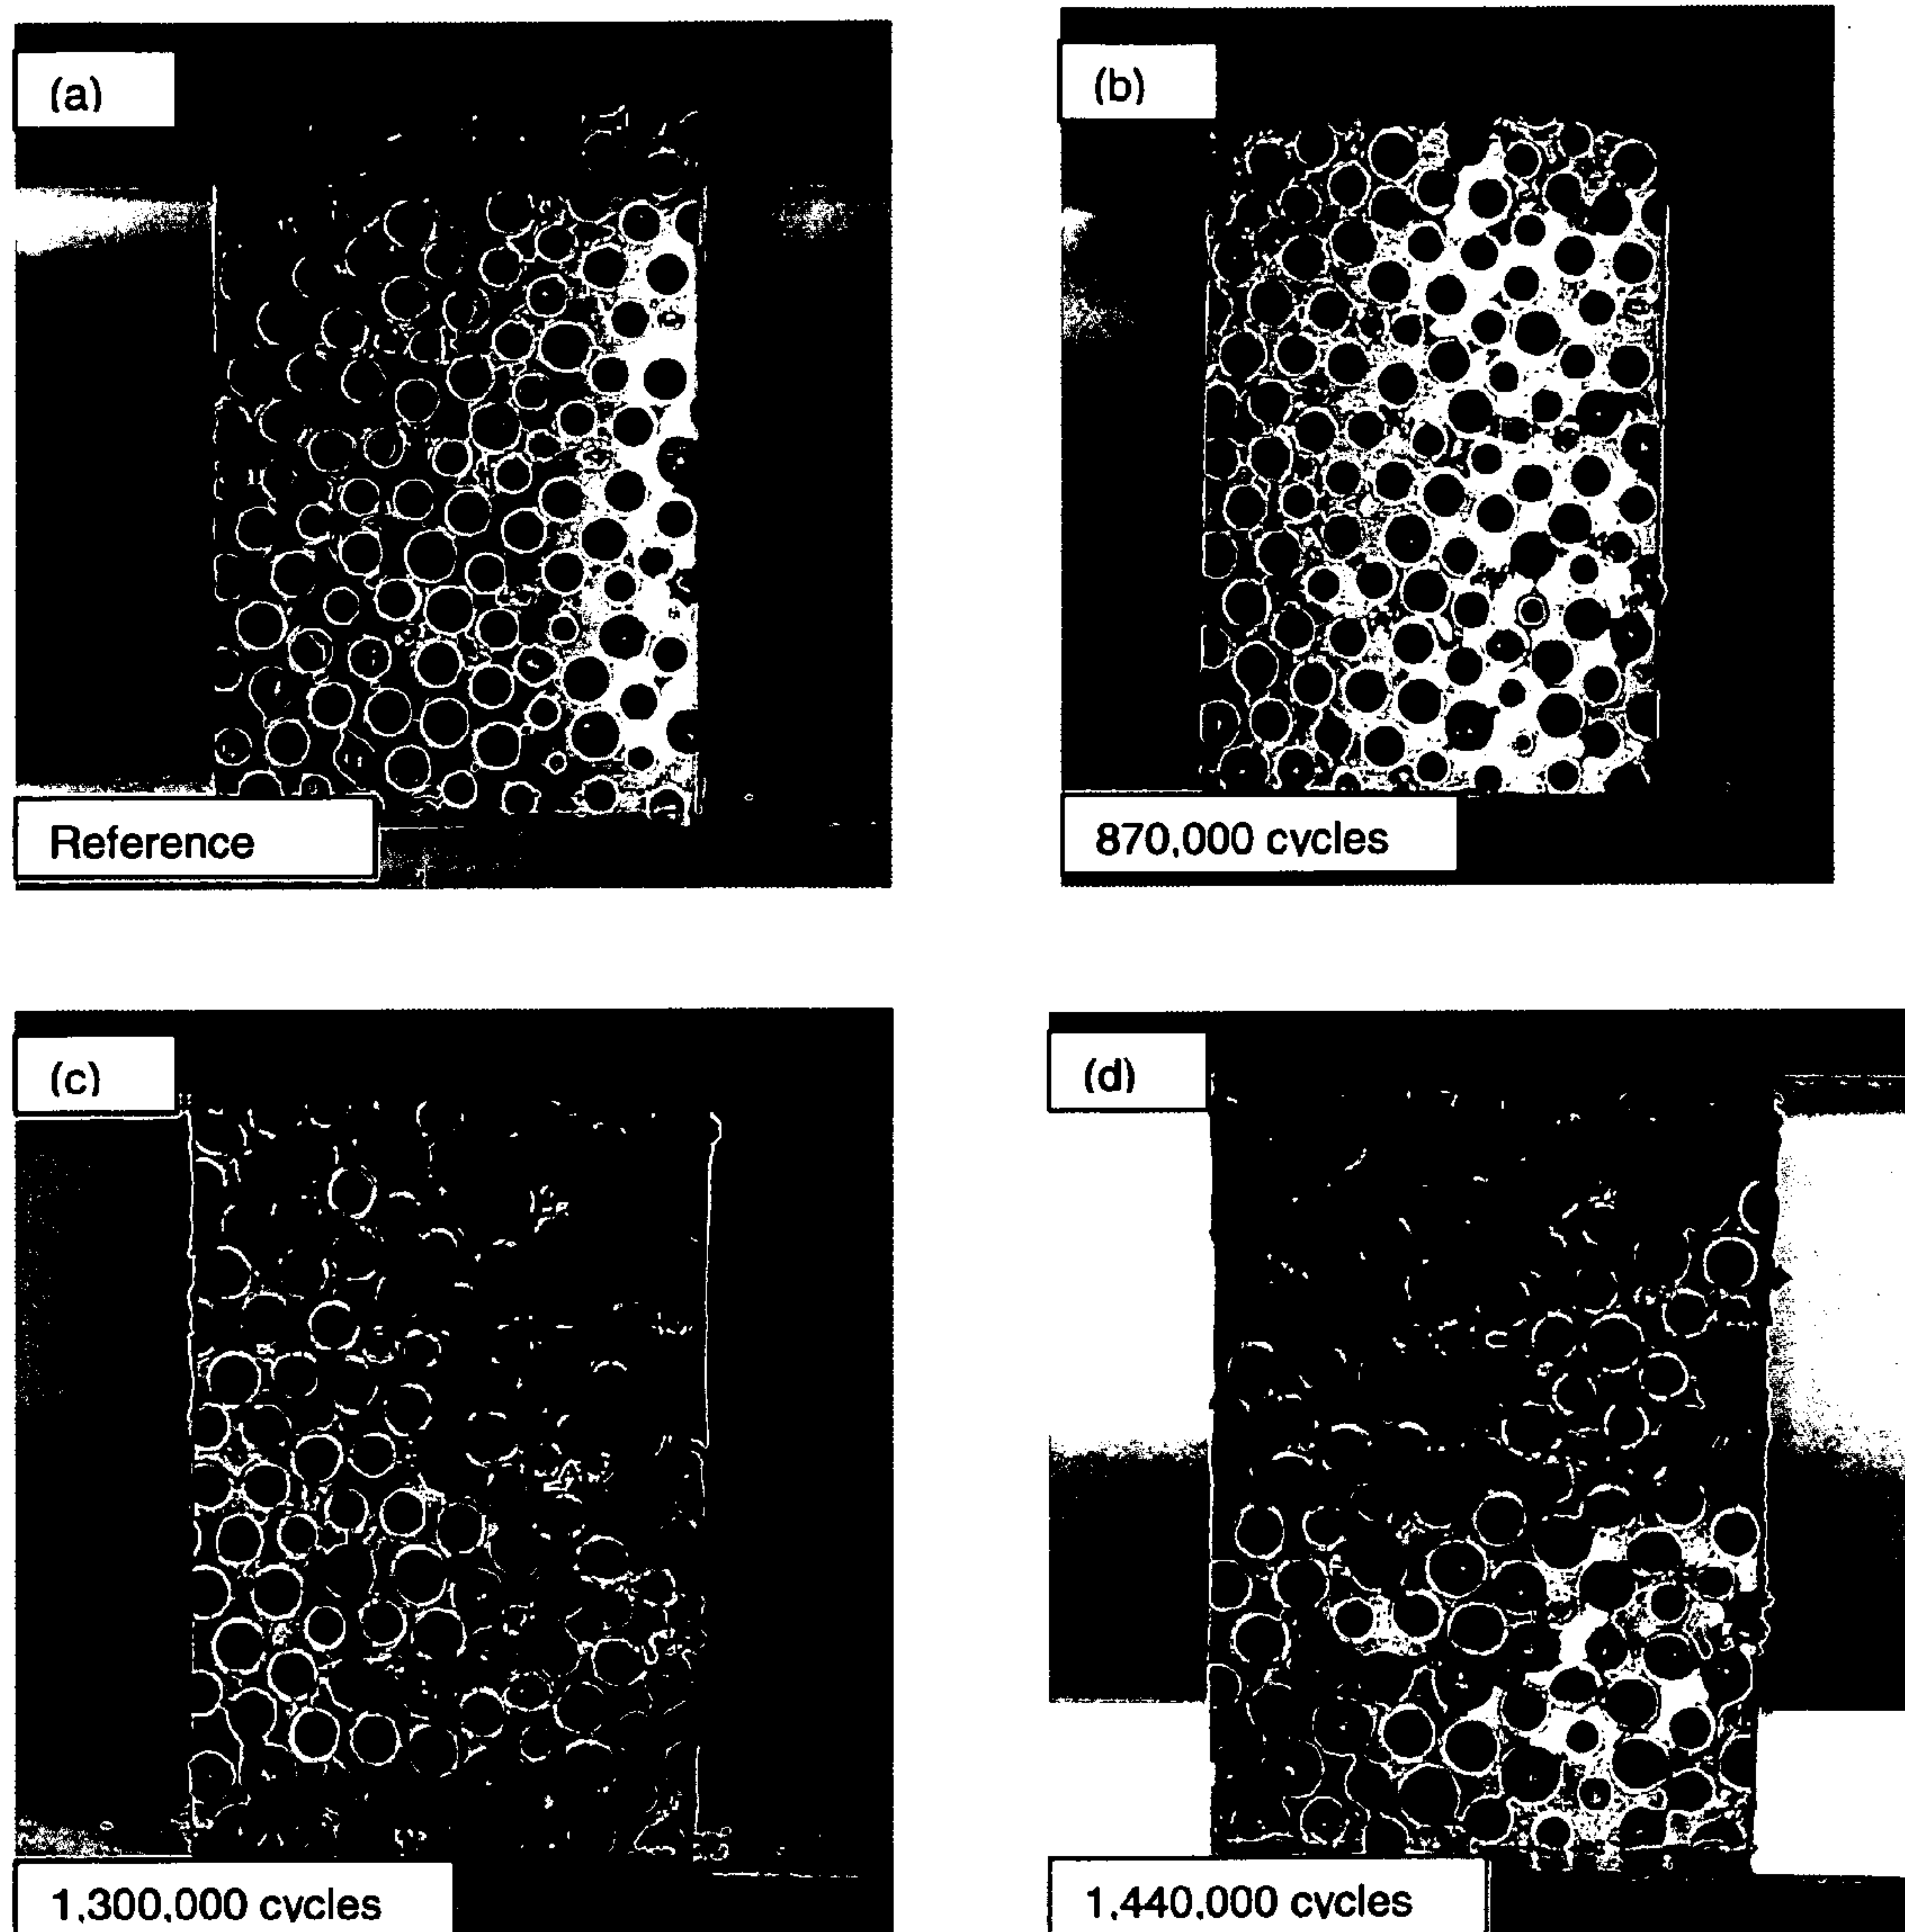 (a)
Reference
(b)
870,000 cycles
(c)
1,300,000 cycles
(d)
1,440,000 cycles